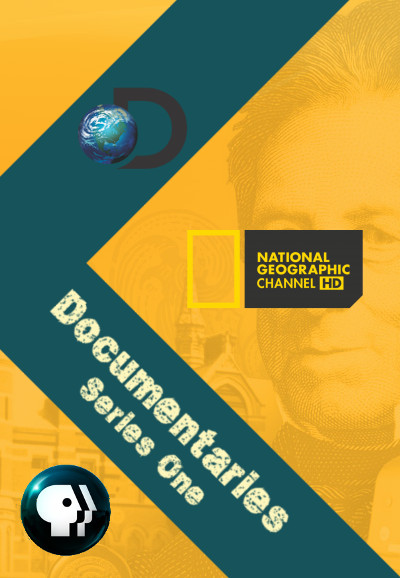 D
NATIONAL
GEOGRAPHIC
CHANNEL HD
Documentaries
Series One